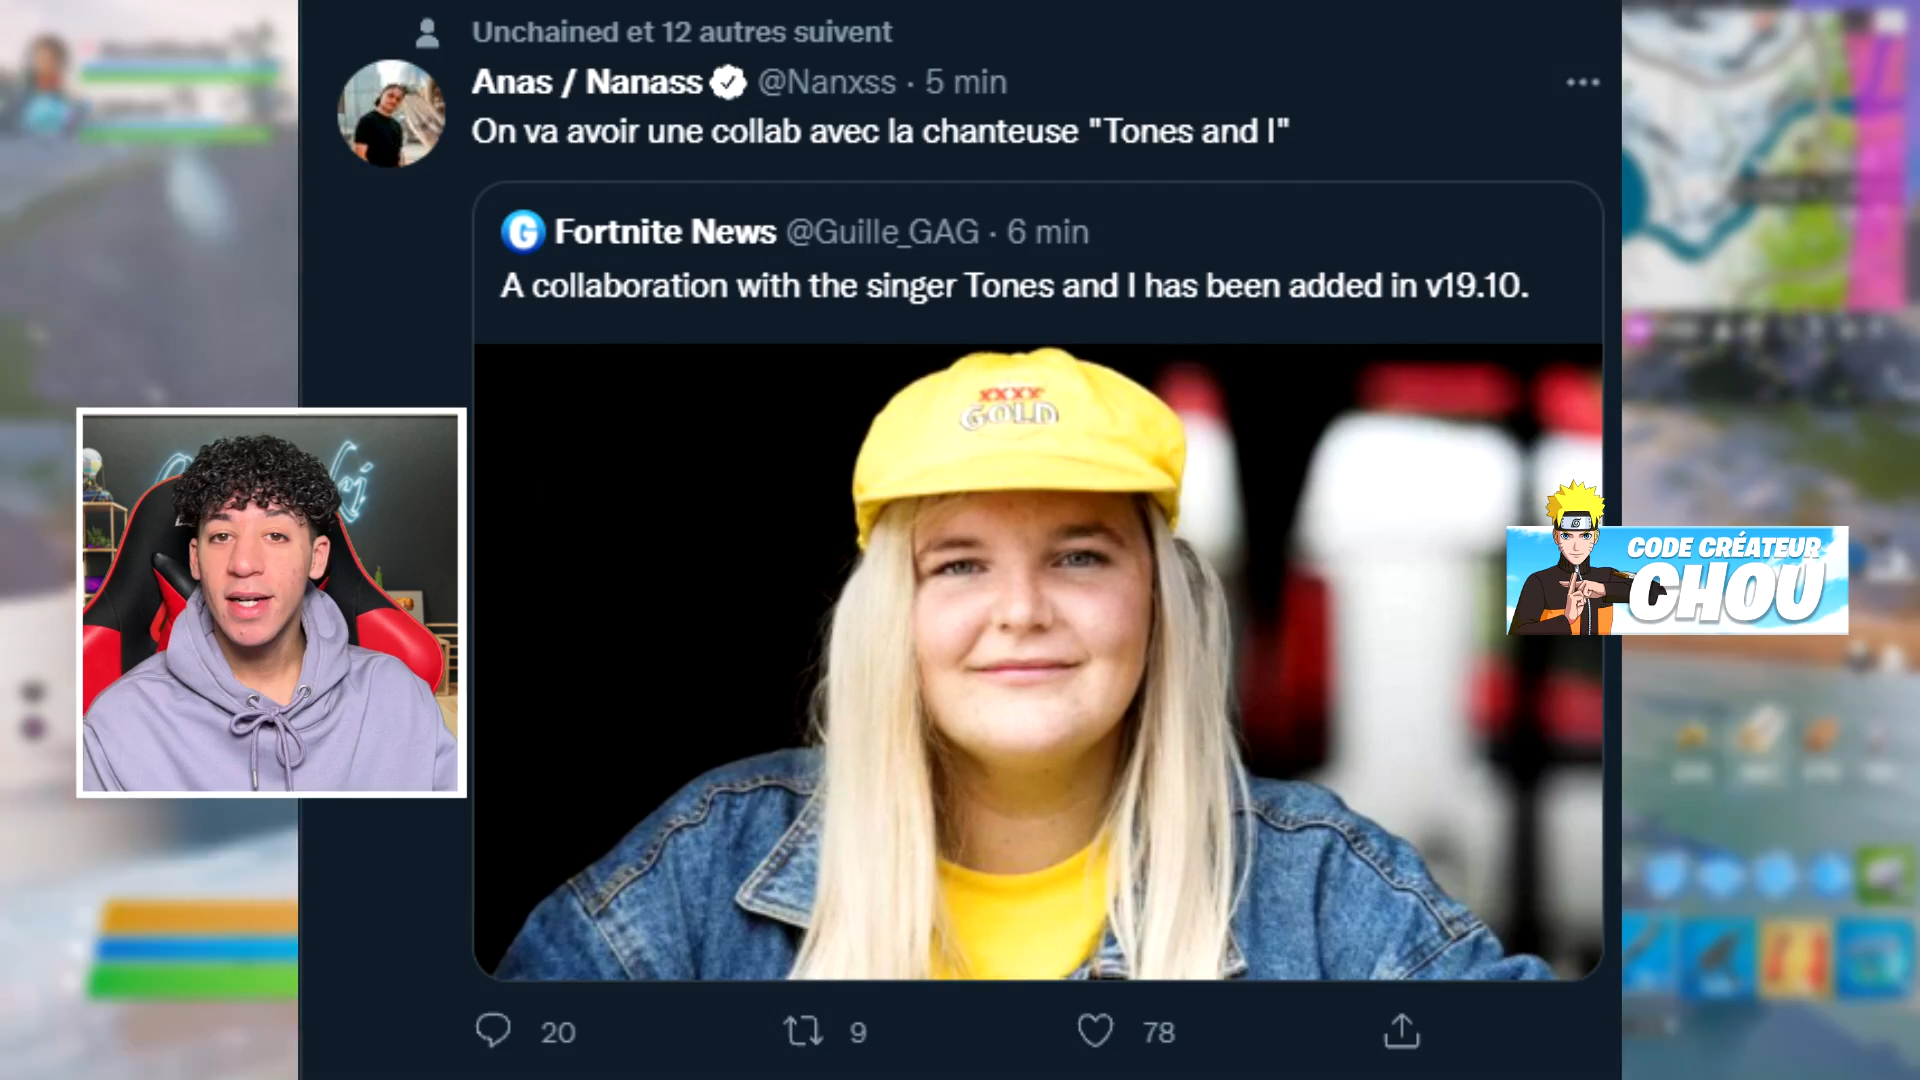 Unchained et 12 autres suivent
Anas / Nanass @Nanxss · 5 min
On va avoir une collab avec la chanteuse "Tones and I"
G Fortnite News @Guille_GAG · 6 min
A collaboration with the singer Tones and I has been added in v19.10.
XXXX
GOLD
CODE CRÉATEUR
CHOU
20 9 78